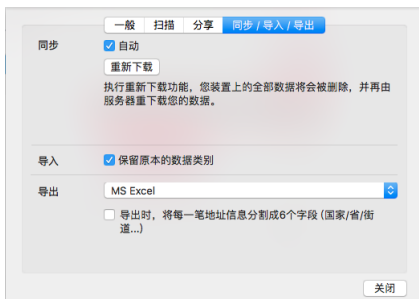 一般 扫描 分享 同步 / 导入 / 导出
同步 自动
重新下载
执行重新下载功能，您装置上的全部数据将会被删除，并再由
服务器重下载您的数据。
导入 保留原本的数据类别
导出 MS Excel
导出时，将每一笔地址信息分割成6个字段 (国家/省/街
道...)
关闭